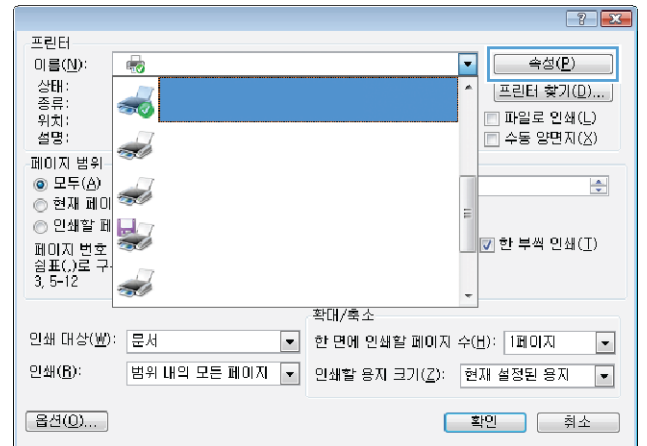 프린터
이름(N):
속성(P)
상태:
프린터 찾기(D)...
종류:
위치:
파일로 인쇄(L)
설명:
수동 양면지(X)
페이지 범위
모두(A)
현재 페이
인쇄할 페
페이지 번호
한 부씩 인쇄(T)
쉼표(,)로 구
3, 5-12
확대/축소
인쇄 대상(W): 문서
한 면에 인쇄할 페이지 수(H): 1페이지
인쇄(R): 범위 내의 모든 페이지
인쇄할 용지 크기(Z): 현재 설정된 용지
옵션(O)...
확인
취소